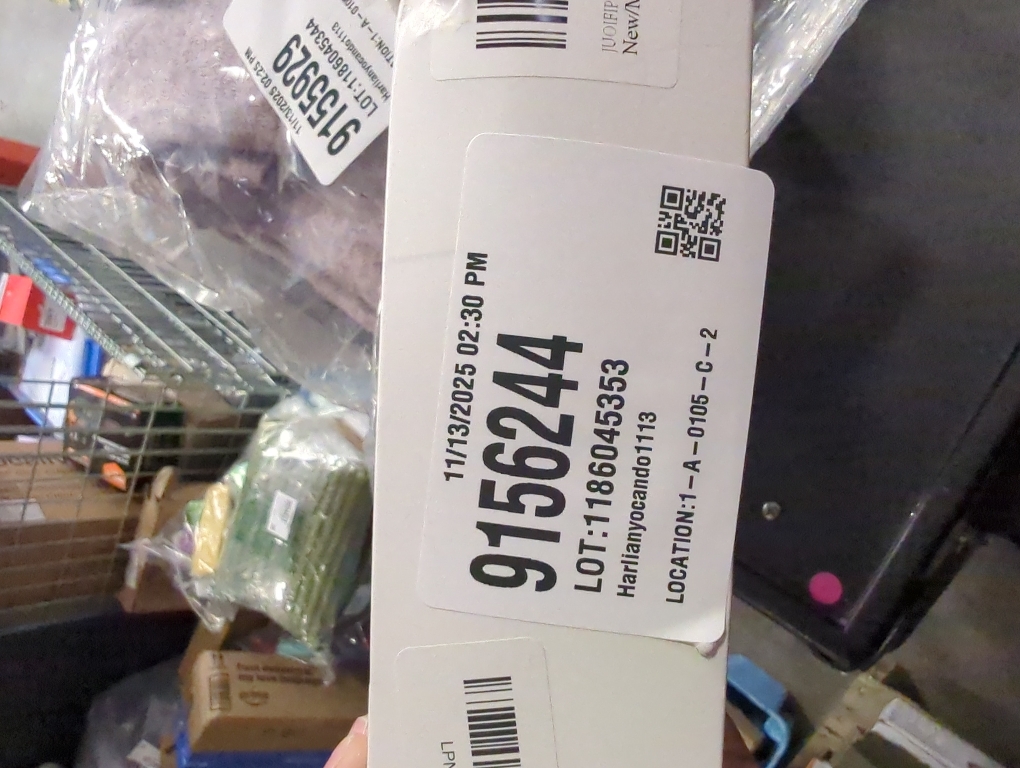 11/13/2025 02:30 PM
9156244
LOT:1186045353
Harlianyocando1113
LOCATION:1-A-0105-C-2
11/13/2025 02:25 PM
9155929
LOT:1186045344
Harlianyocando1113
LPN